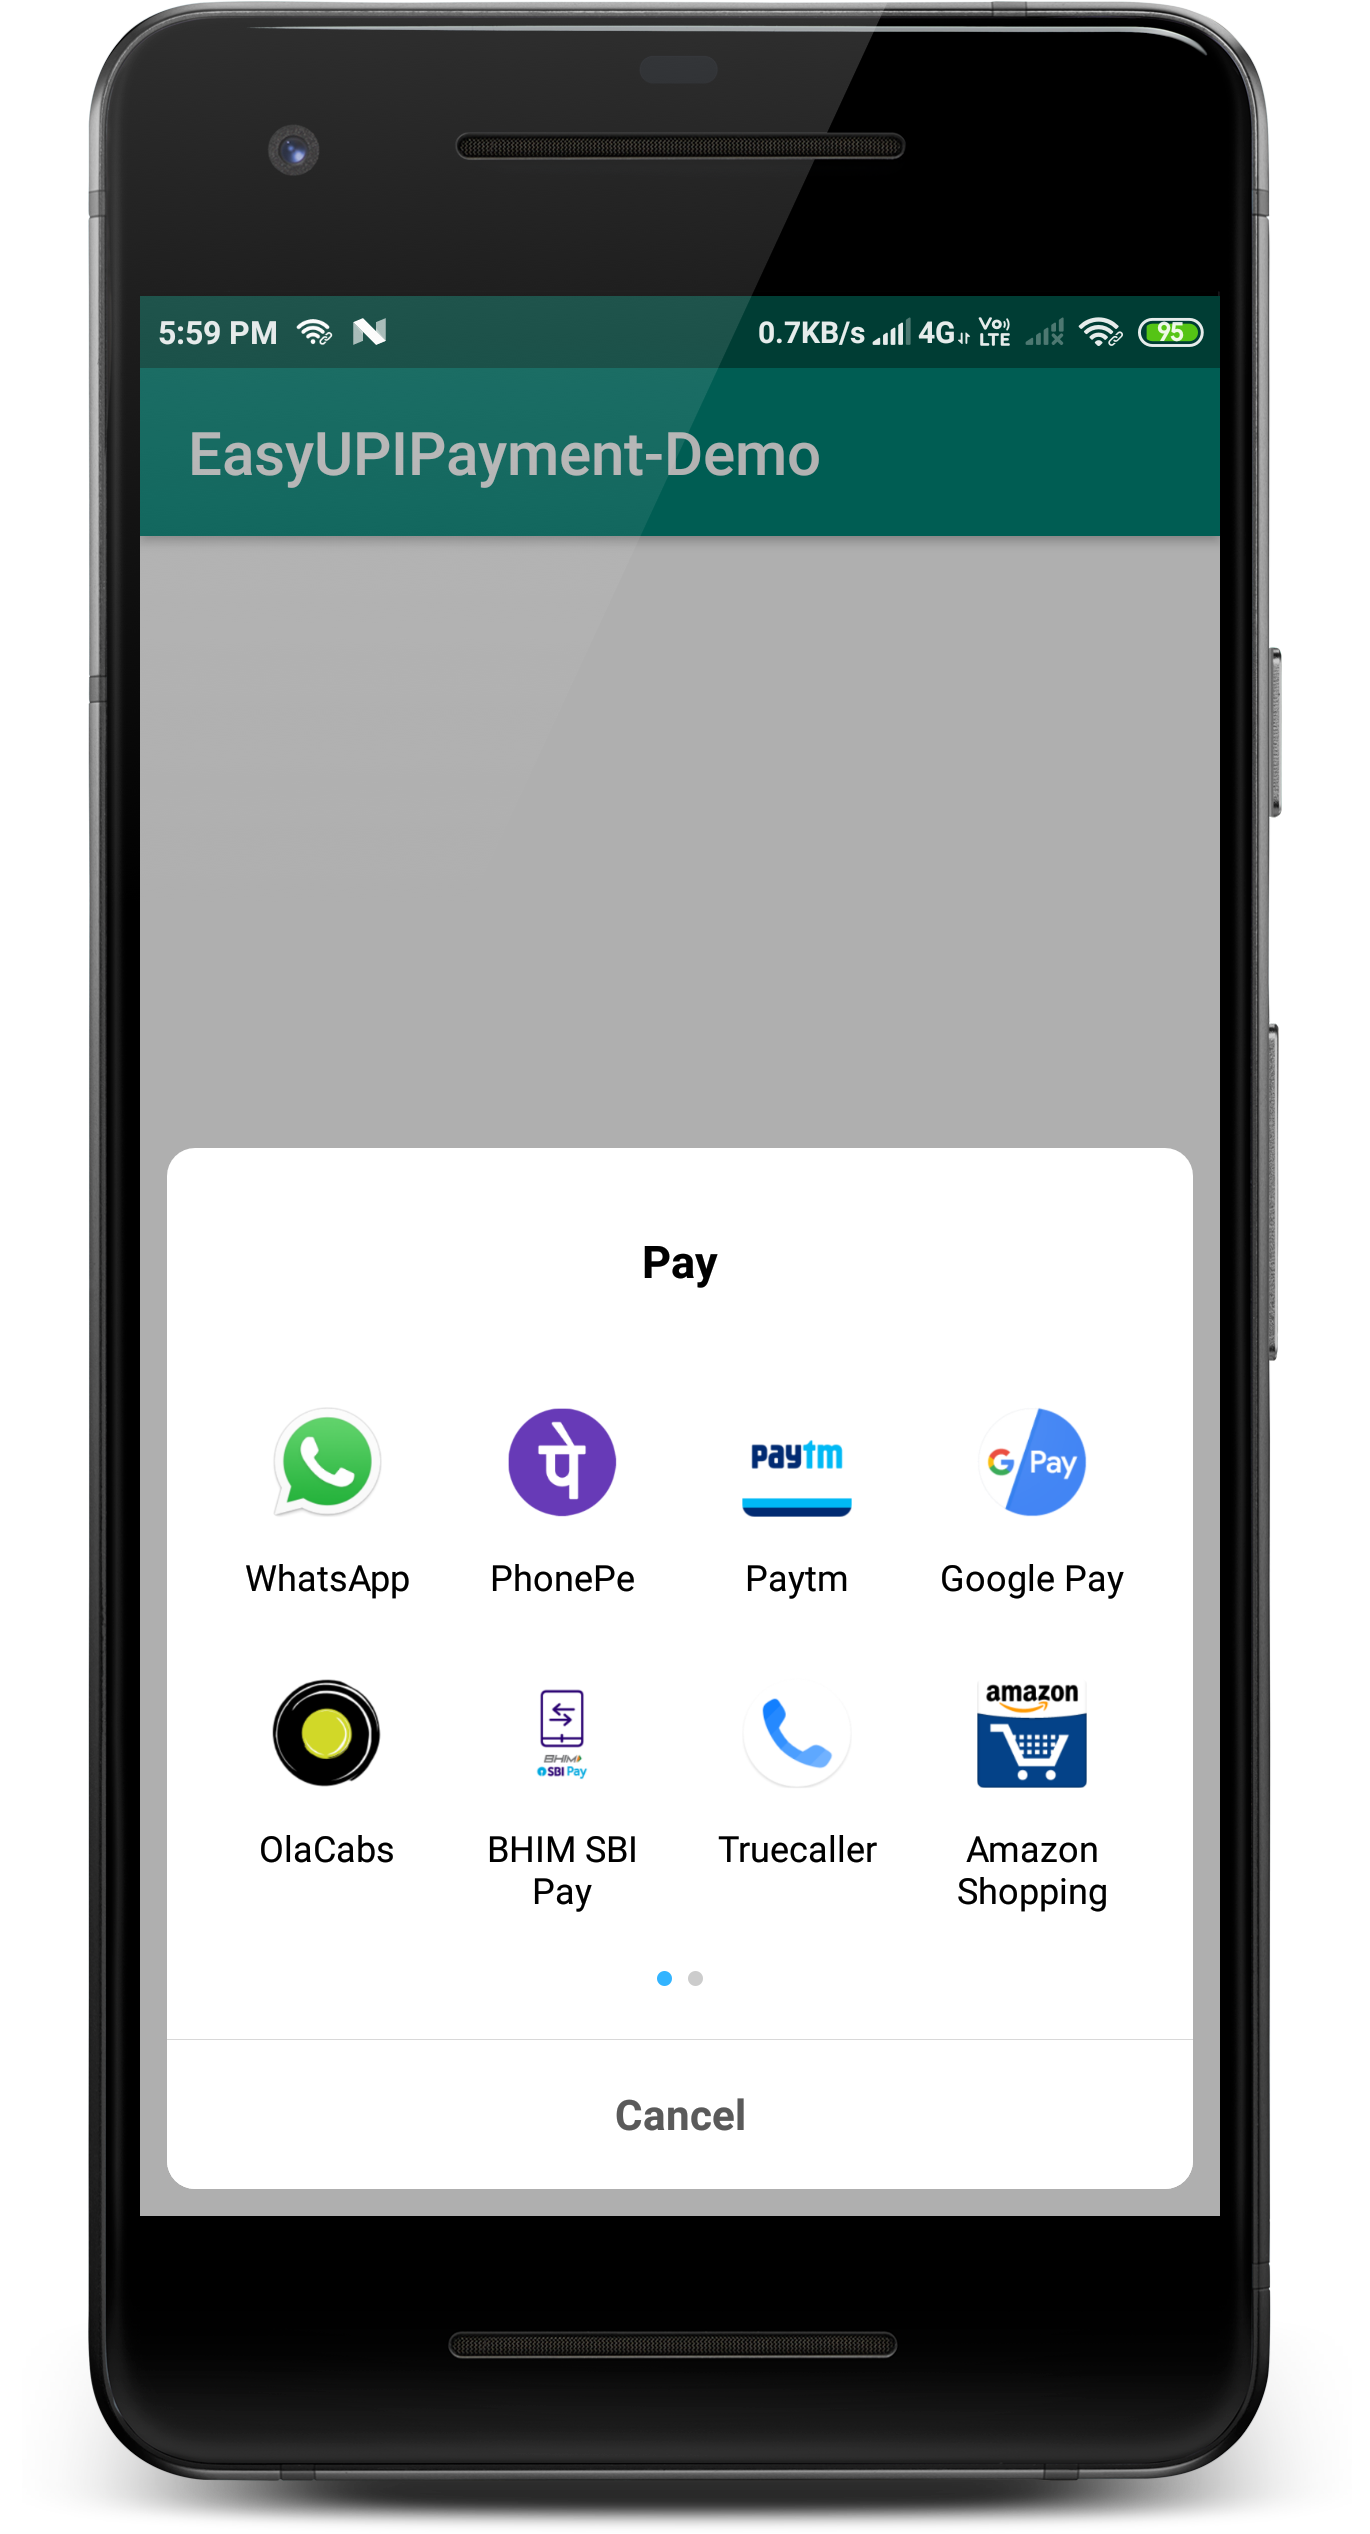 5:59 PM 0.7KB/s 4G Vo)) LTE 95
EasyUPIPayment-Demo
Pay
पे
paytm
G Pay
WhatsApp
PhonePe
Paytm
Google Pay
BHIM
SBI Pay
amazon
OlaCabs
BHIM SBI
Pay
Truecaller
Amazon
Shopping
Cancel